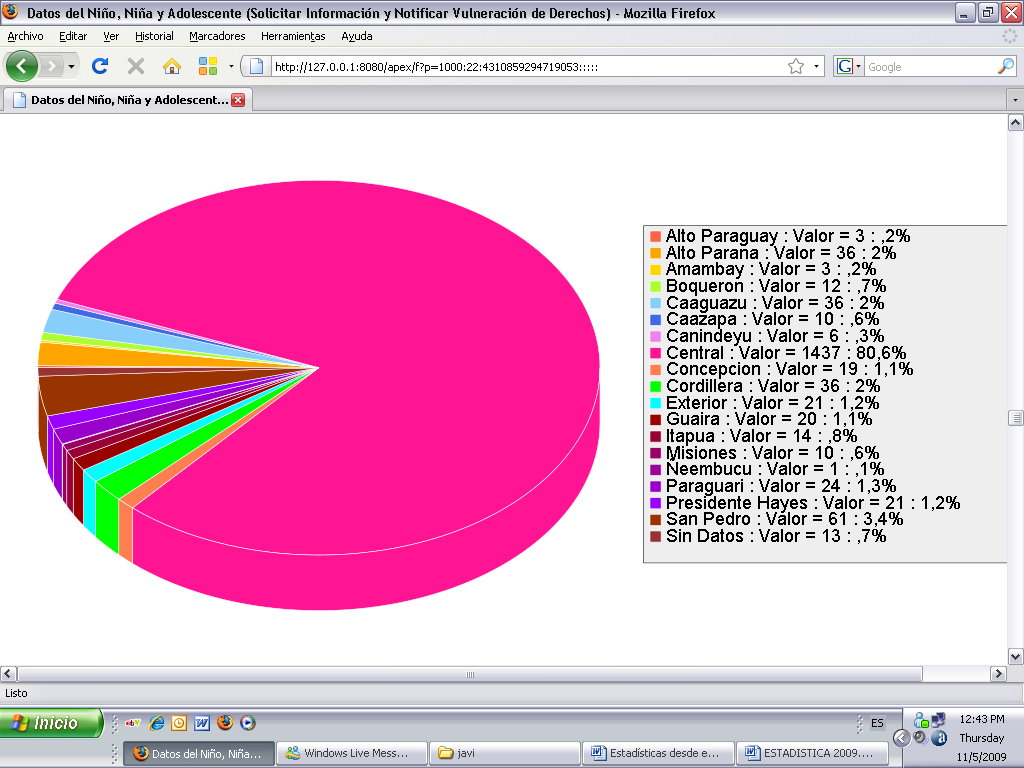 Datos del Niño, Niña y Adolescente (Solicitar Información y Notificar Vulneración de Derechos) - Mozilla Firefox
Archivo Editar Ver Historial Marcadores Herramientas Ayuda
http://127.0.0.1:8080/apex/f?p=1000:22:4310859294719053:::::
G Google
Datos del Niño, Niña y Adolescent...
Alto Paraguay : Valor = 3 : ,2%
Alto Parana : Valor = 36 : 2%
Amambay : Valor = 3 : ,2%
Boqueron : Valor = 12 : ,7%
Caaguazu : Valor = 36 : 2%
Caazapa : Valor = 10 : ,6%
Canindeyu : Valor = 6 : ,3%
Central : Valor = 1437 : 80,6%
Concepcion : Valor = 19 : 1,1%
Cordillera : Valor = 36 : 2%
Exterior : Valor = 21 : 1,2%
Guaira : Valor = 20 : 1,1%
Itapua : Valor = 14 : ,8%
Misiones : Valor = 10 : ,6%
Ñeembucu : Valor = 1 : ,1%
Paraguari : Valor = 24 : 1,3%
Presidente Hayes : Valor = 21 : 1,2%
San Pedro : Valor = 61 : 3,4%
Sin Datos : Valor = 13 : ,7%
Listo
Inicio
ebY
ES
12:43 PM
Thursday
11/5/2009
Datos del Niño, Niña...
Windows Live Mess...
javi
Estadísticas desde e...
ESTADISTICA 2009....